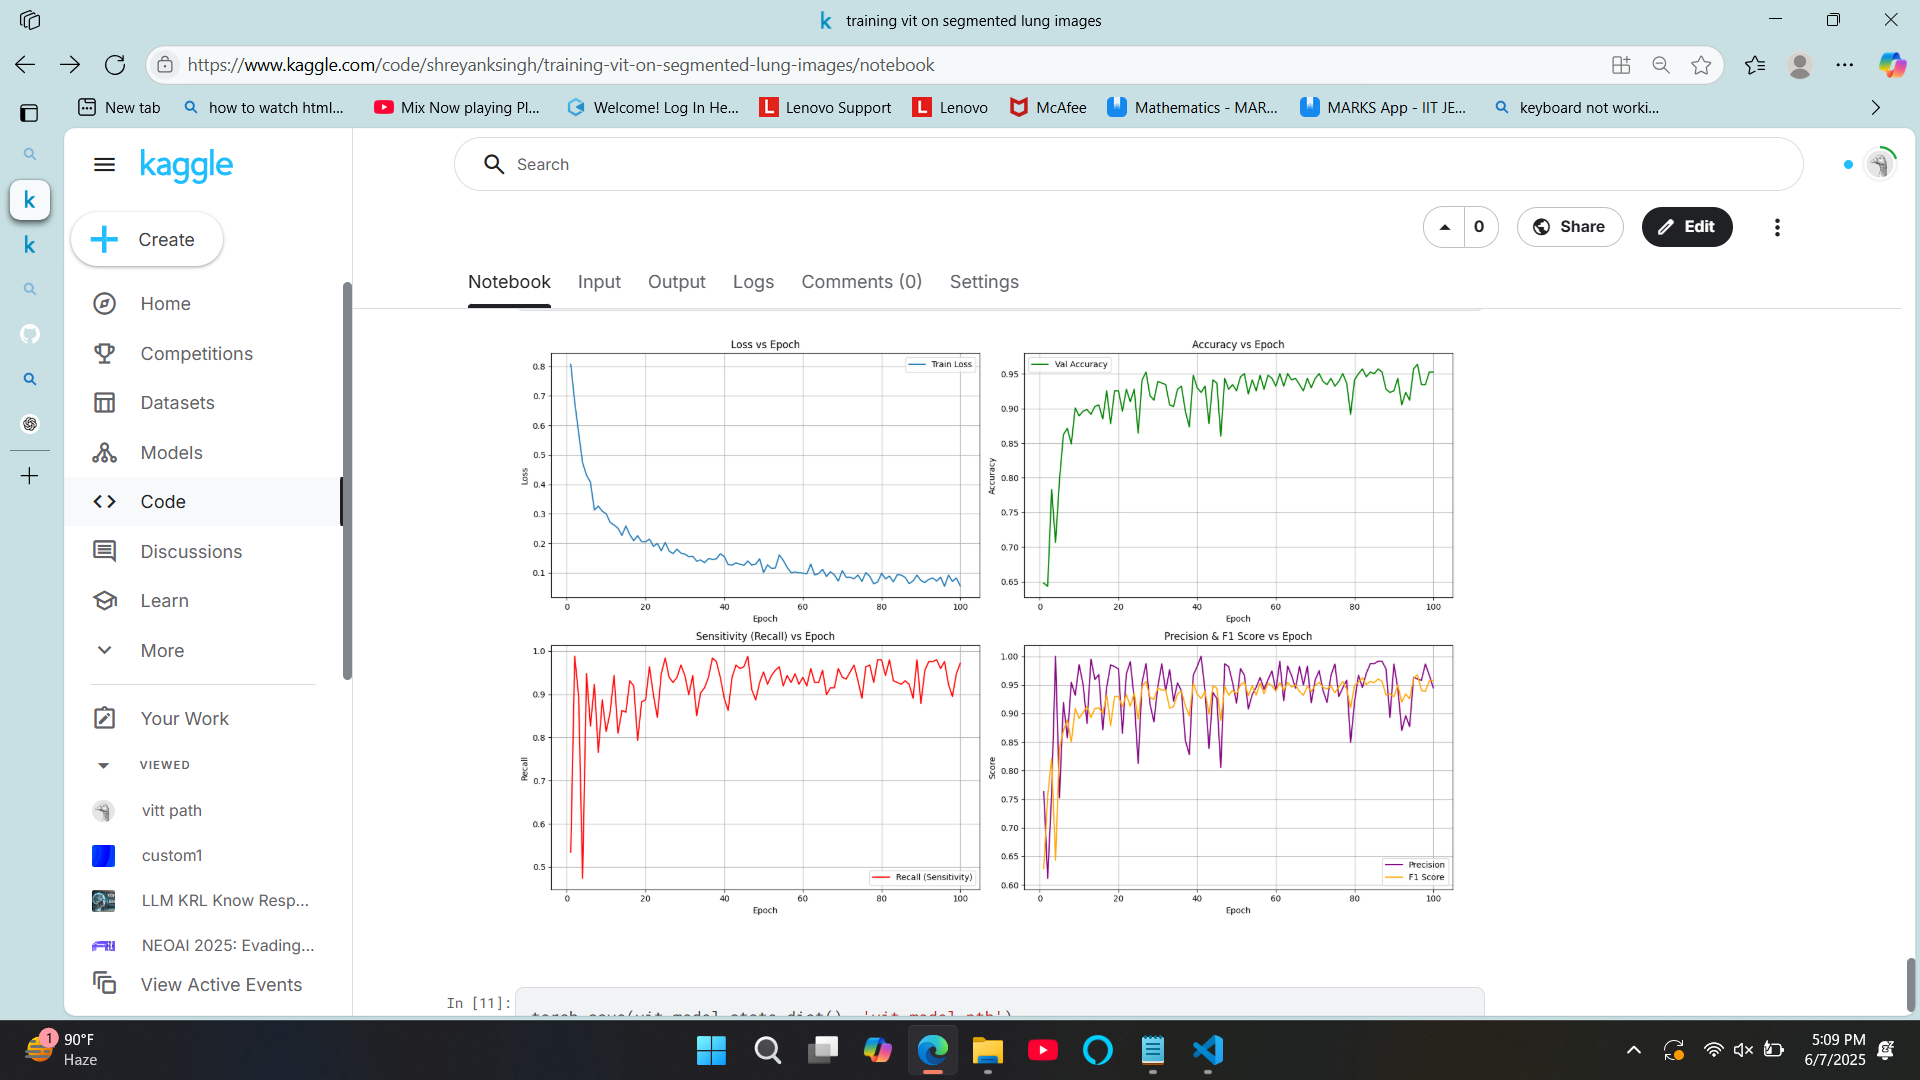 training vit on segmented lung images
https://www.kaggle.com/code/shreyanksingh/training-vit-on-segmented-lung-images/notebook
New tab
how to watch html...
Mix Now playing Pl...
Welcome! Log In He...
Lenovo Support
Lenovo
McAfee
Mathematics - MAR...
MARKS App - IIT JE...
keyboard not worki...
kaggle
Search
Create
0
Share
Edit
Notebook
Input
Output
Logs
Comments (0)
Settings
Home
Competitions
Datasets
Models
Code
Discussions
Learn
More
Your Work
VIEWED
vitt path
custom1
LLM KRL Know Resp...
NEOAI 2025: Evading...
View Active Events
Loss vs Epoch
Train Loss
Loss
0.8
0.7
0.6
0.5
0.4
0.3
0.2
0.1
0 20 40 60 80 100
Epoch
Accuracy vs Epoch
Val Accuracy
Accuracy
0.95
0.90
0.85
0.80
0.75
0.70
0.65
0 20 40 60 80 100
Epoch
Sensitivity (Recall) vs Epoch
Recall
1.0
0.9
0.8
0.7
0.6
0.5
Recall (Sensitivity)
0 20 40 60 80 100
Epoch
Precision & F1 Score vs Epoch
Score
1.00
0.95
0.90
0.85
0.80
0.75
0.70
0.65
0.60
Precision
F1 Score
0 20 40 60 80 100
Epoch
In [11]:
torch.save(vit_model.state_dict(), 'vit_model.pth')
1
90°F
Haze
5:09 PM
6/7/2025